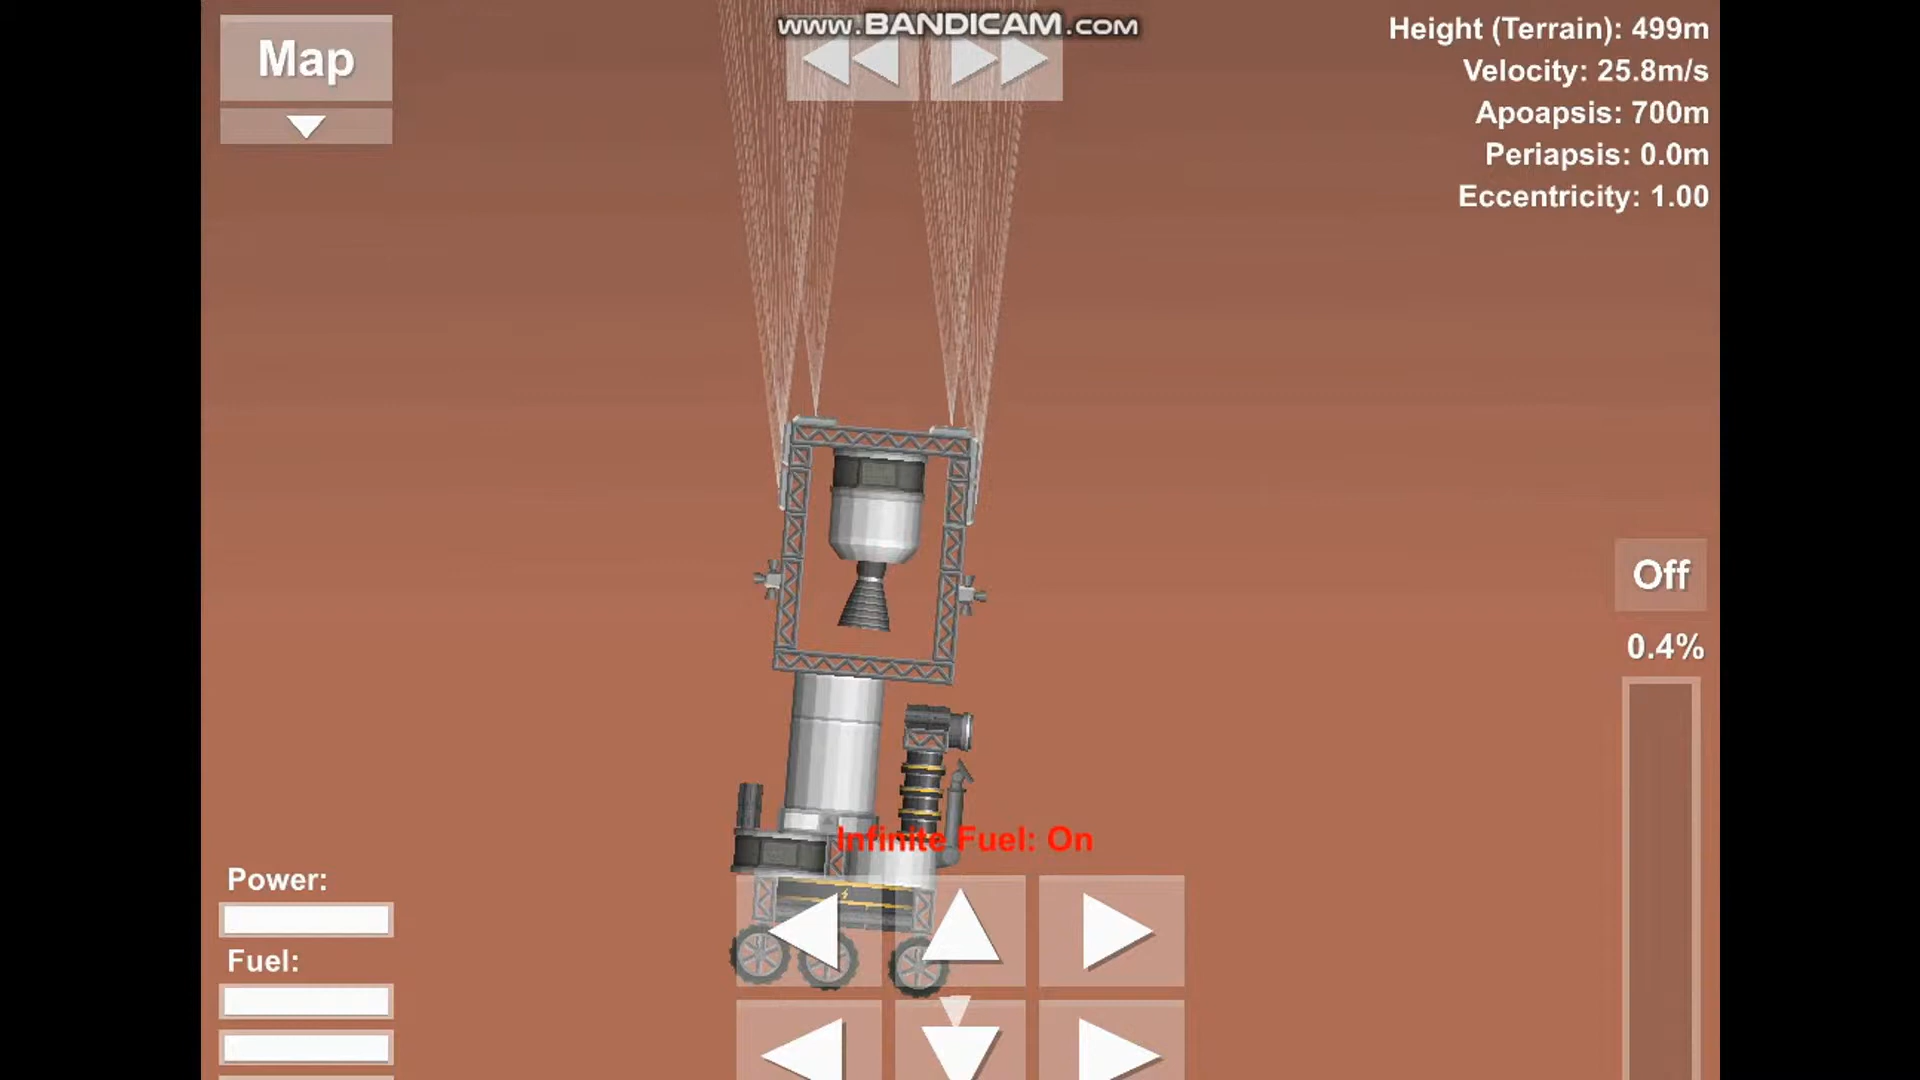 www.BANDICAM.com
Map
Height (Terrain): 499m
Velocity: 25.8m/s
Apoapsis: 700m
Periapsis: 0.0m
Eccentricity: 1.00
Off
0.4%
Infinite Fuel: On
Power:
Fuel: